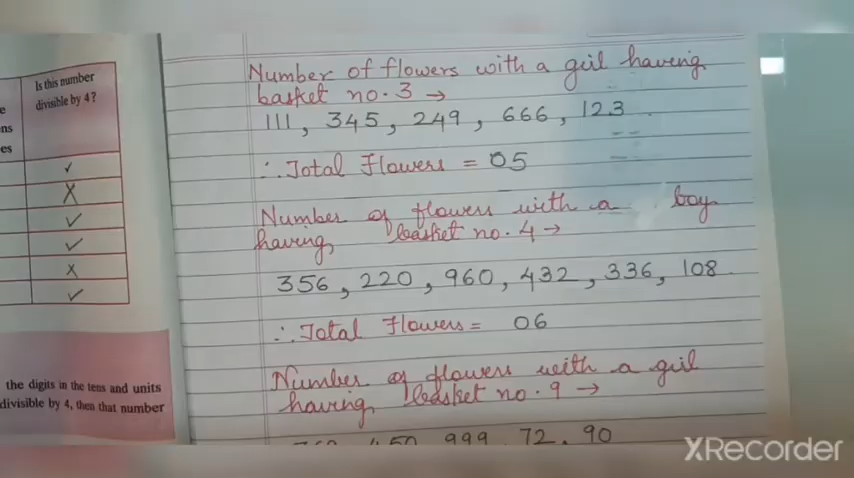 Is this number
divisible by 4?
e
ns
es
✓
X
✓
✓
X
✓
the digits in the tens and units
divisible by 4, then that number
Number of flowers with a girl having
basket no. 3 →
111, 345, 249, 666, 123
∴ Total Flowers = 05
Number of flowers with a boy
having basket no. 4 →
356, 220, 960, 432, 336, 108
∴ Total Flowers = 06
Number of flowers with a girl
having basket no. 9 →
450, 999, 72, 90
XRecorder